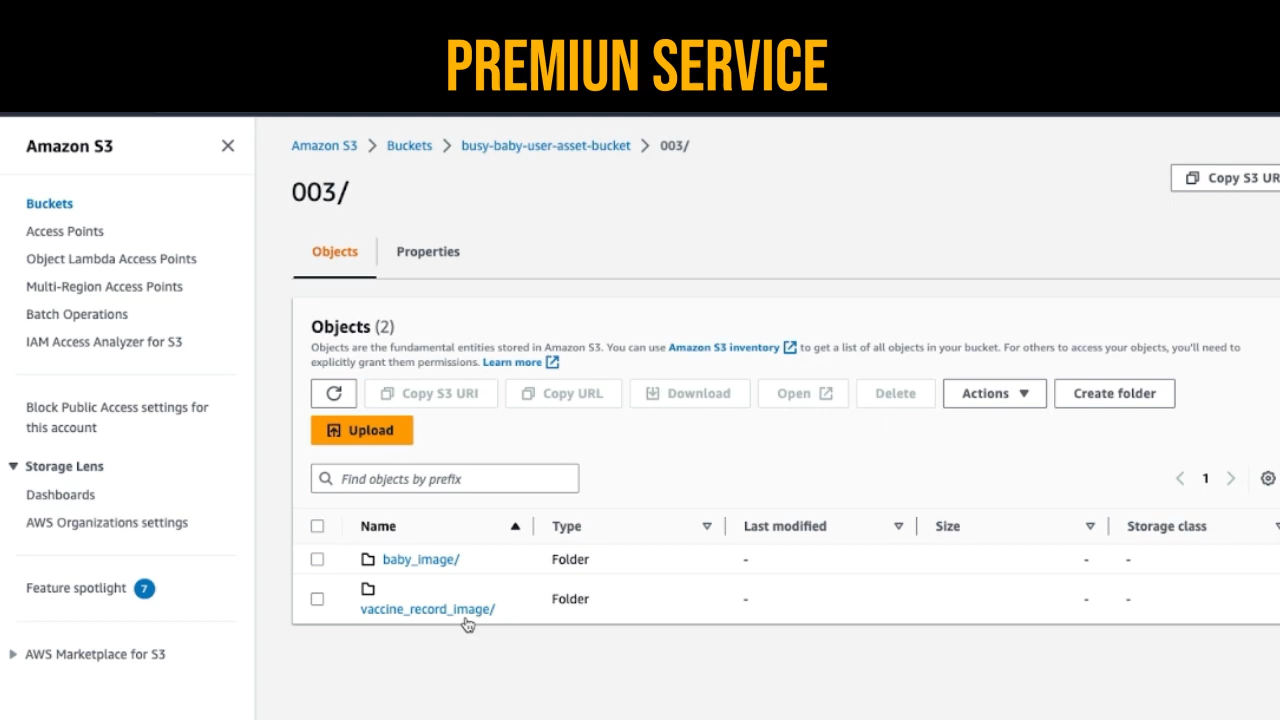 PREMIUN SERVICE
Amazon S3
Buckets
Access Points
Object Lambda Access Points
Multi-Region Access Points
Batch Operations
IAM Access Analyzer for S3
Block Public Access settings for
this account
Storage Lens
Dashboards
AWS Organizations settings
Feature spotlight 7
AWS Marketplace for S3
Amazon S3 > Buckets > busy-baby-user-asset-bucket > 003/
003/
Copy S3 UR
Objects Properties
Objects (2)
Objects are the fundamental entities stored in Amazon S3. You can use Amazon S3 inventory to get a list of all objects in your bucket. For others to access your objects, you'll need to
explicitly grant them permissions. Learn more
Copy S3 URI Copy URL Download Open Delete Actions Create folder
Upload
Find objects by prefix 1
Name Type Last modified Size Storage class
baby_image/ Folder - - -
vaccine_record_image/ Folder - - -